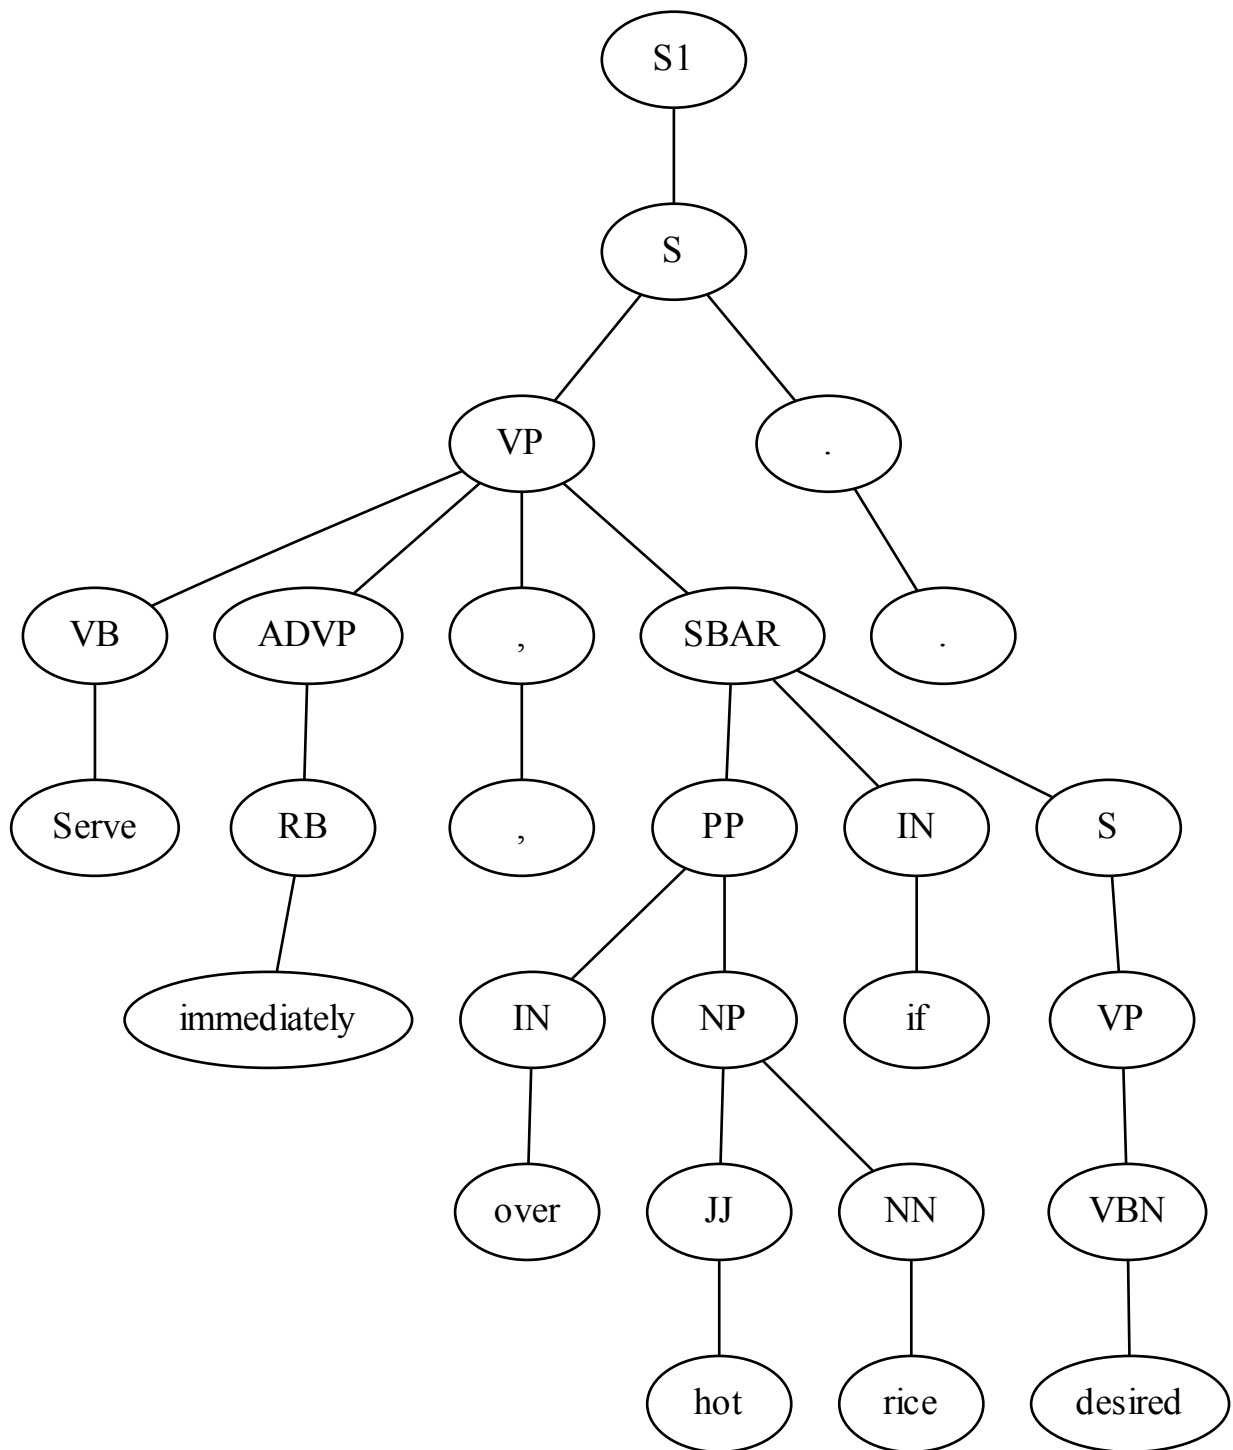 S1
S
VP .
VB ADVP , SBAR .
Serve RB , PP IN S
immediately IN NP if VP
over JJ NN VBN
hot rice desired